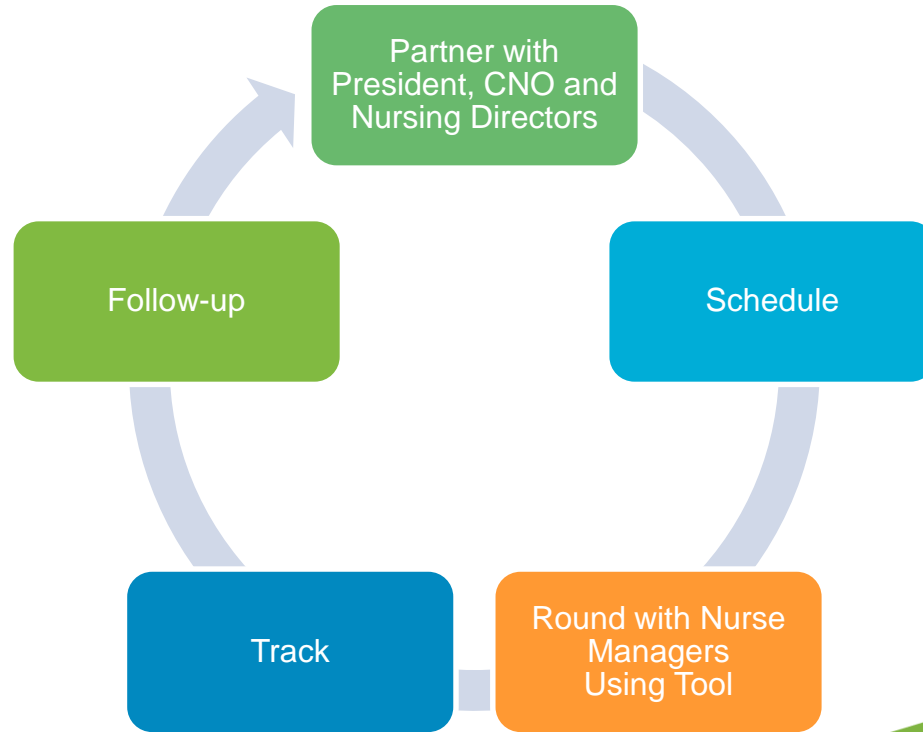 Partner with
President, CNO and
Nursing Directors
Schedule
Round with Nurse
Managers
Using Tool
Track
Follow-up